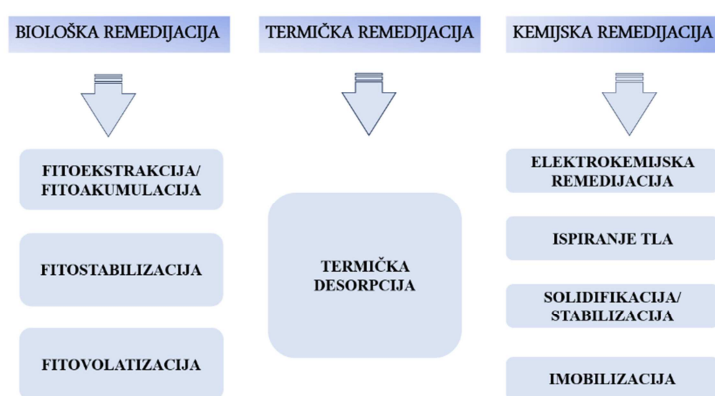 BIOLOŠKA REMEDIJACIJA
FITOEKSTRAKCIJA/
FITOAKUMULACIJA
FITOSTABILIZACIJA
FITOVOLATIZACIJA
TERMIČKA REMEDIJACIJA
TERMIČKA
DESORPCIJA
KEMIJSKA REMEDIJACIJA
ELEKTROKEMIJSKA
REMEDIJACIJA
ISPIRANJE TLA
SOLIDIFIKACIJA/
STABILIZACIJA
IMOBILIZACIJA